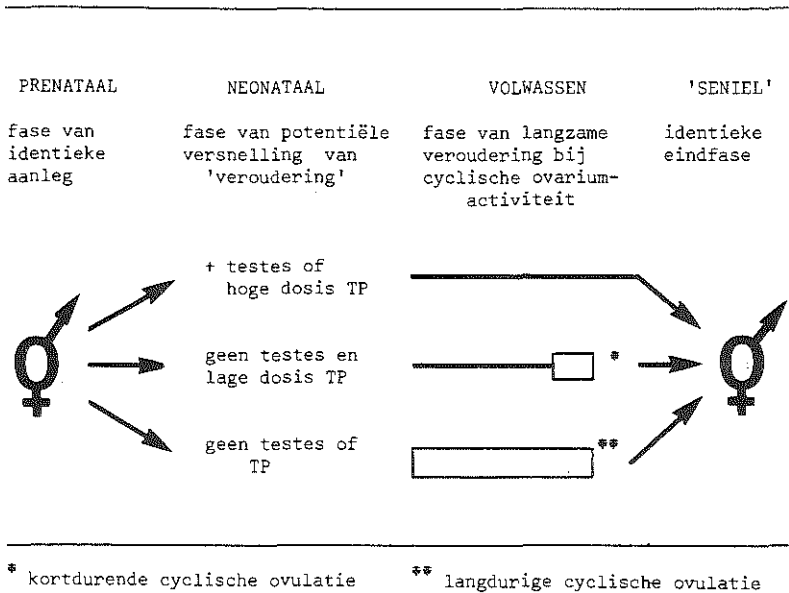 PRENATAAL NEONATAAL VOLWASSEN 'SENIEL'
fase van
identieke
aanleg
fase van potentiële
versnelling van
'veroudering'
fase van langzame
veroudering bij
cyclische ovarium-
activiteit
identieke
eindfase
+ testes of
hoge dosis TP
geen testes en
lage dosis TP
*
geen testes of
TP
**
* kortdurende cyclische ovulatie
** langdurige cyclische ovulatie